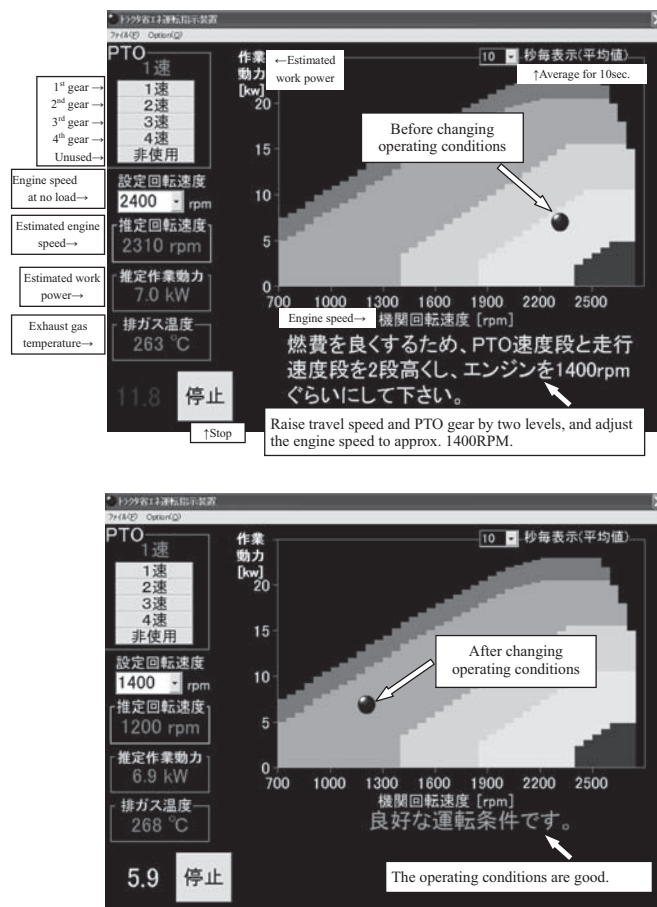 トラクタ省エネ運転指示装置
ファイル(F) Option(O)
PTO
1速
1st gear →
2nd gear →
3rd gear →
4th gear →
Unused→
1速
2速
3速
4速
非使用
Engine speed
at no load→
設定回転速度
2400 rpm
Estimated engine
speed→
推定回転速度
2310 rpm
Estimated work
power→
推定作業動力
7.0 kW
Exhaust gas
temperature→
排ガス温度
263 ℃
11.8 停止
↑Stop
作業
動力
[kw]
←Estimated
work power
10 秒毎表示(平均値)
↑Average for 10sec.
Before changing
operating conditions
20
15
10
5
0
700 1000 1300 1600 1900 2200 2500
Engine speed→ 機関回転速度 [rpm]
燃費を良くするため、PTO速度段と走行
速度段を2段高くし、エンジンを1400rpm
ぐらいにして下さい。
Raise travel speed and PTO gear by two levels, and adjust
the engine speed to approx. 1400RPM.
トラクタ省エネ運転指示装置
ファイル(F) Option(O)
PTO
1速
1速
2速
3速
4速
非使用
設定回転速度
1400 rpm
推定回転速度
1200 rpm
推定作業動力
6.9 kW
排ガス温度
268 ℃
5.9 停止
作業
動力
[kw]
10 秒毎表示(平均値)
After changing
operating conditions
20
15
10
5
0
700 1000 1300 1600 1900 2200 2500
機関回転速度 [rpm]
良好な運転条件です。
The operating conditions are good.